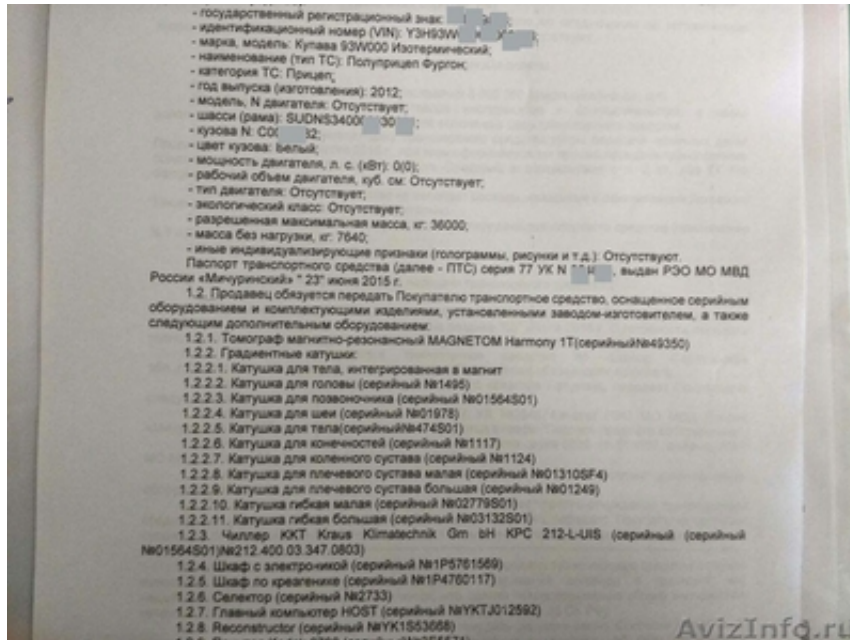 - государственный регистрационный знак:
- идентификационный номер (VIN): Y3H93W
- марка, модель: Купава 93W000 Изотермический;
- наименование (тип ТС): Полуприцеп Фургон;
- категория ТС: Прицеп;
- год выпуска (изготовления): 2012;
- модель, N двигателя: Отсутствует;
- шасси (рама): SUDNS34000 30 ;
- кузова N: C00 32;
- цвет кузова: Белый;
- мощность двигателя, л. с. (кВт): 0(0);
- рабочий объем двигателя, куб. см: Отсутствует;
- тип двигателя: Отсутствует;
- экологический класс: Отсутствует;
- разрешенная максимальная масса, кг: 36000;
- масса без нагрузки, кг: 7640;
- иные индивидуализирующие признаки (голограммы, рисунки и т.д.): Отсутствуют.
Паспорт транспортного средства (далее - ПТС) серия 77 УК N , выдан РЭО МО МВД
России «Мичуринский» " 23" июня 2015 г.
1.2. Продавец обязуется передать Покупателю транспортное средство, оснащенное серийным
оборудованием и комплектующими изделиями, установленными заводом-изготовителем, а также
следующим дополнительным оборудованием:
1.2.1. Томограф магнитно-резонансный MAGNETOM Harmony 1T(серийный№49350)
1.2.2. Градиентные катушки:
1.2.2.1. Катушка для тела, интегрированная в магнит
1.2.2.2. Катушка для головы (серийный №1495)
1.2.2.3. Катушка для позвоночника (серийный №01564S01)
1.2.2.4. Катушка для шеи (серийный №01978)
1.2.2.5. Катушка для тела(серийный№474S01)
1.2.2.6. Катушка для конечностей (серийный №1117)
1.2.2.7. Катушка для коленного сустава (серийный №1124)
1.2.2.8. Катушка для плечевого сустава малая (серийный №01310SF4)
1.2.2.9. Катушка для плечевого сустава большая (серийный №01249)
1.2.2.10. Катушка гибкая малая (серийный №02779S01)
1.2.2.11. Катушка гибкая большая (серийный №03132S01)
1.2.3. Чиллер KKT Kraus Klimatechnik Gm bH KPC 212-L-UIS (серийный (серийный
№01564S01)№212.400.03.347.0803)
1.2.4. Шкаф с электроникой (серийный №1P5761569)
1.2.5. Шкаф по креагенике (серийный №1P4760117)
1.2.6. Селектор (серийный №2733)
1.2.7. Главный компьютер HOST (серийный №YKTJ012592)
1.2.8. Reconstructor (серийный №YK1S53668)
AvizInfo.ru